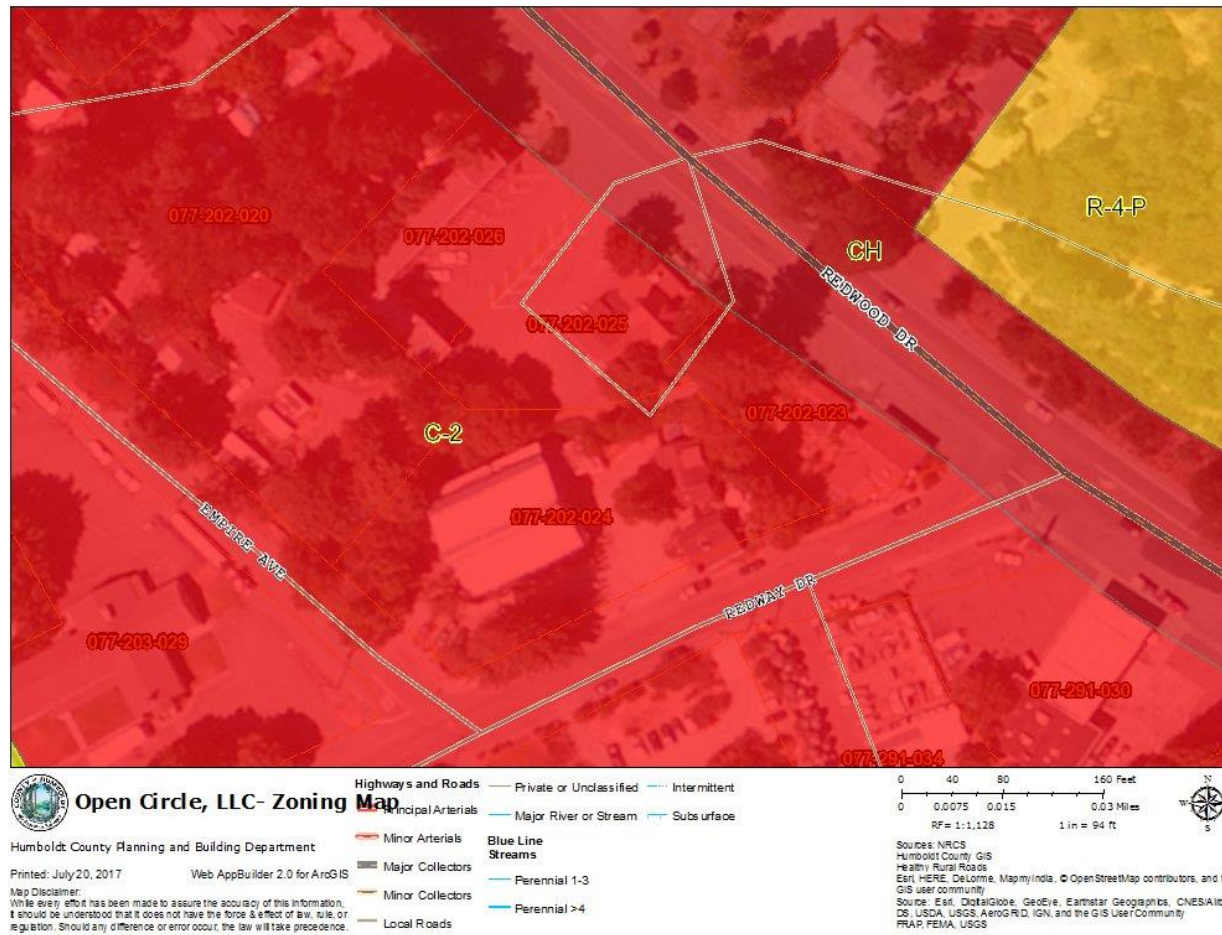 077-202-020
077-202-026
R-4-P
CH
REDWOOD DR
077-202-025
077-202-023
C-2
077-202-024
EMPIRE AVE
REDWAY DR
077-203-029
077-291-030
077-291-034
COUNTY OF HUMBOLDT
Open Circle, LLC- Zoning Map
Humboldt County Planning and Building Department
Printed: July 20, 2017 Web AppBuilder 2.0 for ArcGIS
Map Disclaimer:
While every effort has been made to assure the accuracy of this information,
it should be understood that it does not have the force & effect of law, rule, or
regulation. Should any difference or error occur, the law will take precedence.
Highways and Roads
Principal Arterials
Minor Arterials
Major Collectors
Minor Collectors
Local Roads
Private or Unclassified
Major River or Stream
Blue Line
Streams
Perennial 1-3
Perennial >4
Intermittent
Subsurface
0 40 80 160 Feet
0 0.0075 0.015 0.03 Miles
RF= 1:1,128 1 in = 94 ft
N
W
S
Sources: NRCS
Humboldt County GIS
Healthy Rural Roads
Esri, HERE, DeLorme, MapmyIndia, © OpenStreetMap contributors, and
GIS user community
Source: Esri, DigitalGlobe, GeoEye, Earthstar Geographics, CNES/Air
DS, USDA, USGS, AeroGRID, IGN, and the GIS User Community
FRAP, FEMA, USGS